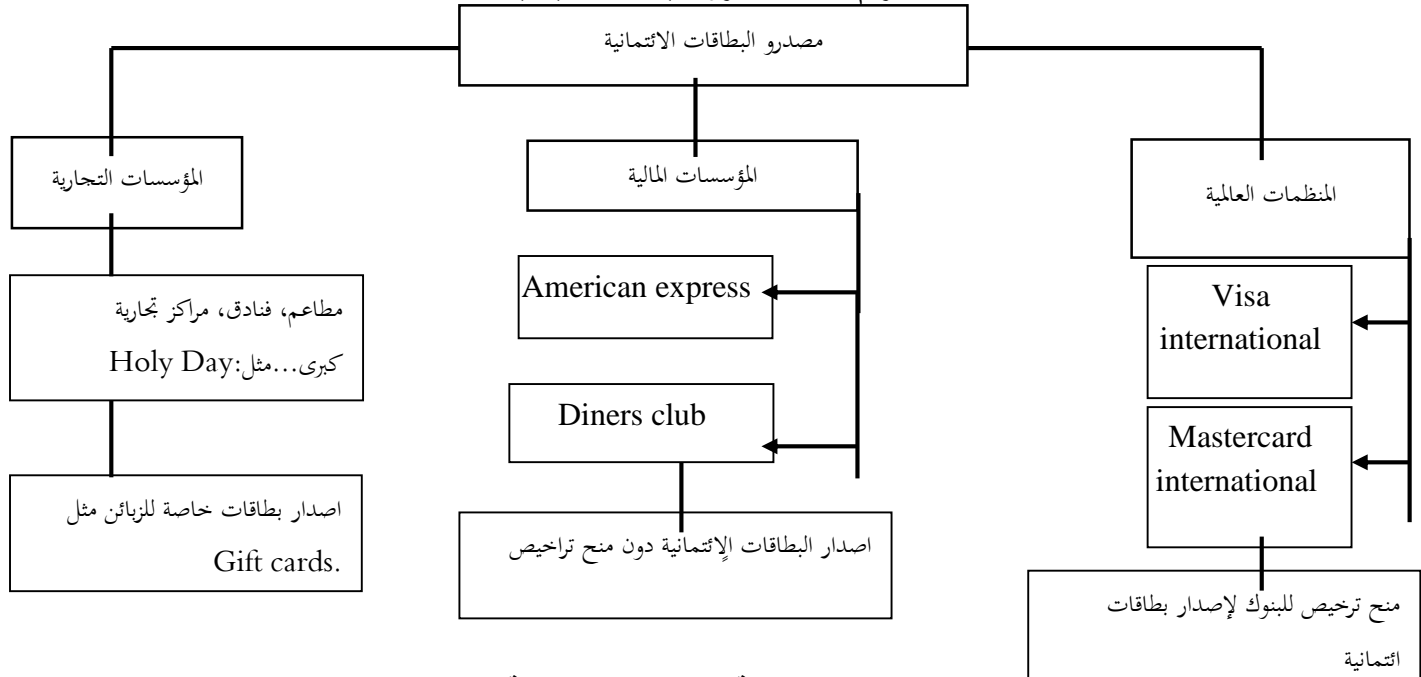 مصدرو البطاقات الائتمانية
المنظمات العالمية
Visa
international
Mastercard
international
منح ترخيص للبنوك لإصدار بطاقات
ائتمانية
المؤسسات المالية
American express
Diners club
اصدار البطاقات الإئتمانية دون منح تراخيص
المؤسسات التجارية
مطاعم، فنادق، مراكز تجارية
كبرى...مثل:Holy Day
اصدار بطاقات خاصة للزبائن مثل
Gift cards.